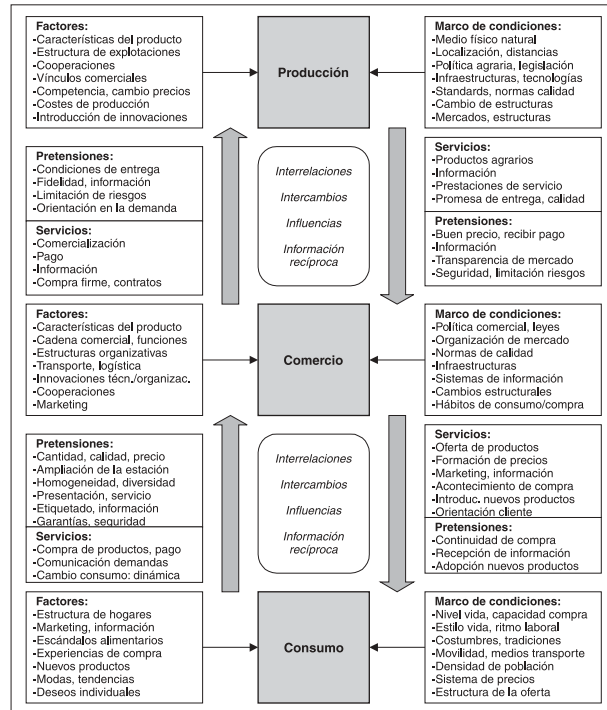 Factores:
-Características del producto
-Estructura de explotaciones
-Cooperaciones
-Vínculos comerciales
-Competencia, cambio precios
-Costes de producción
-Introducción de innovaciones
Producción
Marco de condiciones:
-Medio físico natural
-Localización, distancias
-Política agraria, legislación
-Infraestructuras, tecnologías
-Standards, normas calidad
-Cambio de estructuras
-Mercados, estructuras
Pretensiones:
-Condiciones de entrega
-Fidelidad, información
-Limitación de riesgos
-Orientación en la demanda
Servicios:
-Comercialización
-Pago
-Información
-Compra firme, contratos
Interrelaciones
Intercambios
Influencias
Información
recíproca
Servicios:
-Productos agrarios
-Información
-Prestaciones de servicio
-Promesa de entrega, calidad
Pretensiones:
-Buen precio, recibir pago
-Información
-Transparencia de mercado
-Seguridad, limitación riesgos
Factores:
-Características del producto
-Cadena comercial, funciones
-Estructuras organizativas
-Transporte, logística
-Innovaciones técn./organizac.
-Cooperaciones
-Marketing
Comercio
Marco de condiciones:
-Política comercial, leyes
-Organización de mercado
-Normas de calidad
-Infraestructuras
-Sistemas de información
-Cambios estructurales
-Hábitos de consumo/compra
Pretensiones:
-Cantidad, calidad, precio
-Ampliación de la estación
-Homogeneidad, diversidad
-Presentación, servicio
-Etiquetado, información
-Garantías, seguridad
Servicios:
-Compra de productos, pago
-Comunicación demandas
-Cambio consumo: dinámica
Interrelaciones
Intercambios
Influencias
Información
recíproca
Servicios:
-Oferta de productos
-Formación de precios
-Marketing, información
-Acontecimiento de compra
-Introduc. nuevos productos
-Orientación cliente
Pretensiones:
-Continuidad de compra
-Recepción de información
-Adopción nuevos productos
Factores:
-Estructura de hogares
-Marketing, información
-Escándalos alimentarios
-Experiencias de compra
-Nuevos productos
-Modas, tendencias
-Deseos individuales
Consumo
Marco de condiciones:
-Nivel vida, capacidad compra
-Estilo vida, ritmo laboral
-Costumbres, tradiciones
-Movilidad, medios transporte
-Densidad de población
-Sistema de precios
-Estructura de la oferta